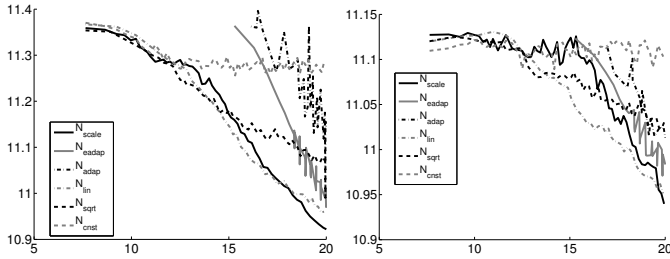 11.4
11.3
11.2
11.1
11
10.9
5
10
15
20
N_scale
N_eadap
N_adap
N_lin
N_sqrt
N_cnst
11.15
11.1
11.05
11
10.95
10.9
5
10
15
20
N_scale
N_eadap
N_adap
N_lin
N_sqrt
N_cnst